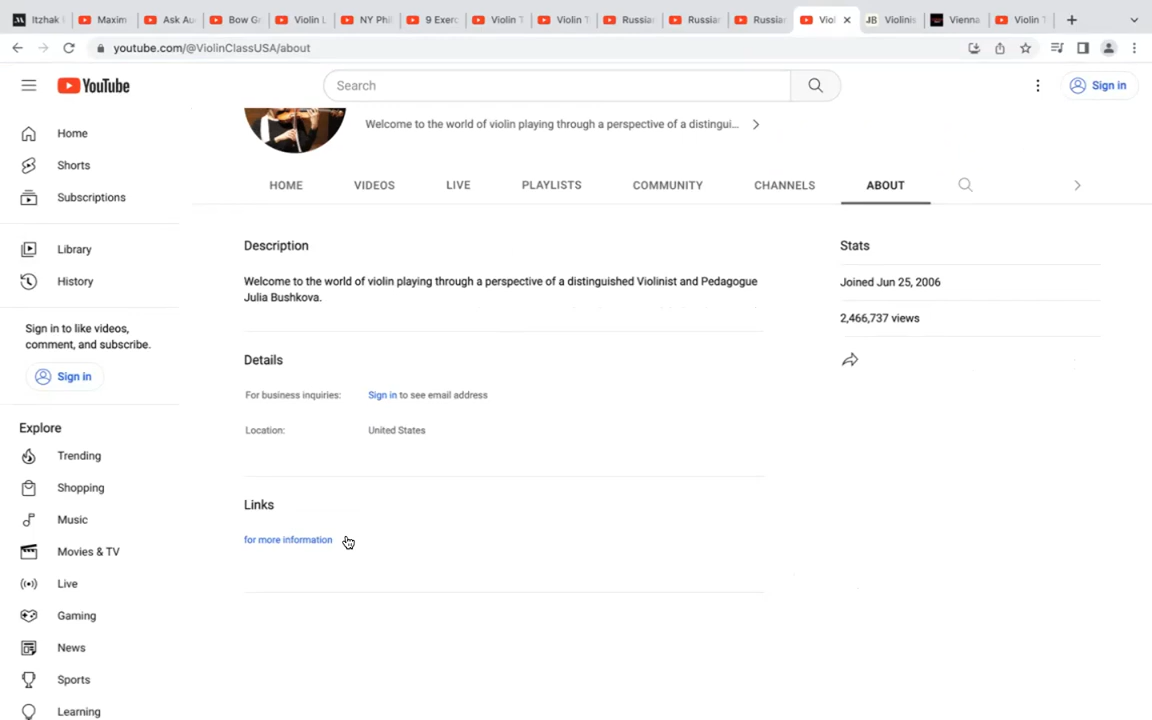 Itzhak
Maxim
Ask Au
Bow Gr
Violin L
NY Phil
9 Exerc
Violin T
Violin T
Russia
Russia
Russia
Viol
JB
Violinis
Vienna
Violin T
youtube.com/@ViolinClassUSA/about
YouTube
Search
Sign in
Welcome to the world of violin playing through a perspective of a distingui...
HOME
VIDEOS
LIVE
PLAYLISTS
COMMUNITY
CHANNELS
ABOUT
Home
Shorts
Subscriptions
Library
History
Sign in to like videos,
comment, and subscribe.
Sign in
Explore
Trending
Shopping
Music
Movies & TV
Live
Gaming
News
Sports
Learning
Description
Welcome to the world of violin playing through a perspective of a distinguished Violinist and Pedagogue
Julia Bushkova.
Details
For business inquiries:
Sign in to see email address
Location:
United States
Links
for more information
Stats
Joined Jun 25, 2006
2,466,737 views